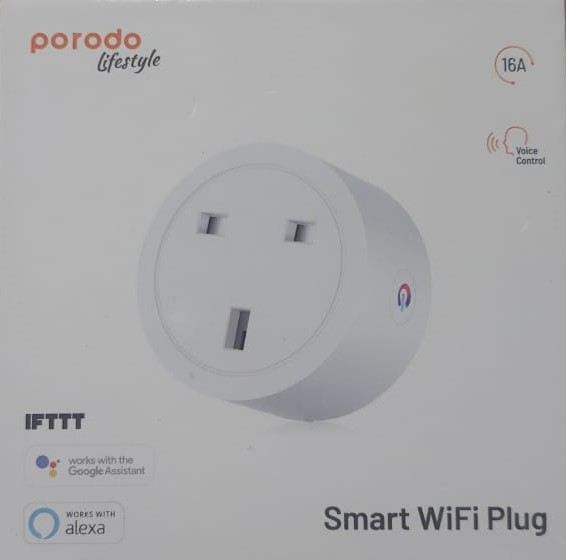 porodo
lifestyle
16A
Voice
Control
IFTTT
works with the
Google Assistant
WORKS WITH
alexa
Smart WiFi Plug